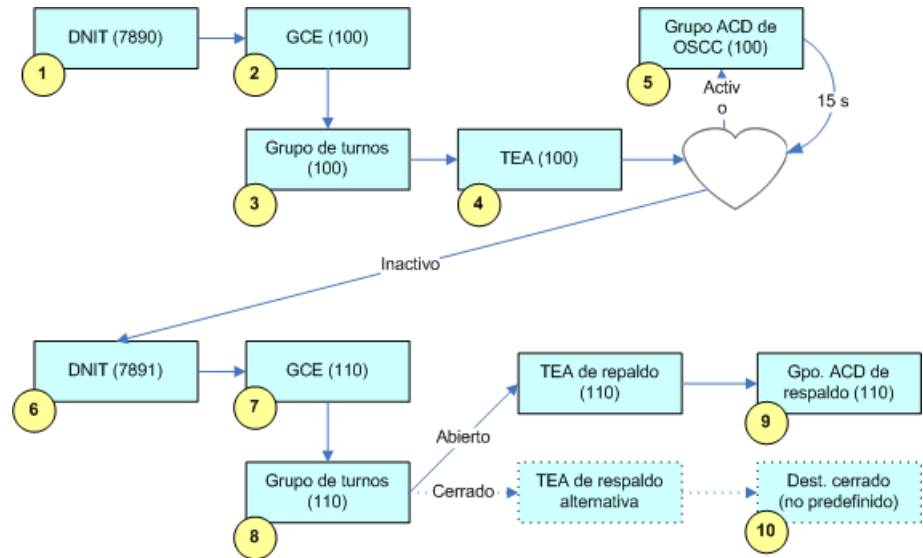 DNIT (7890)
1
GCE (100)
2
Grupo ACD de
OSCC (100)
5
Activ
o
15 s
Grupo de turnos
(100)
3
TEA (100)
4
Inactivo
DNIT (7891)
6
GCE (110)
7
TEA de repaldo
(110)
Gpo. ACD de
respaldo (110)
9
Abierto
Grupo de turnos
(110)
8
Cerrado
TEA de respaldo
alternativa
Dest. cerrado
(no predefinido)
10